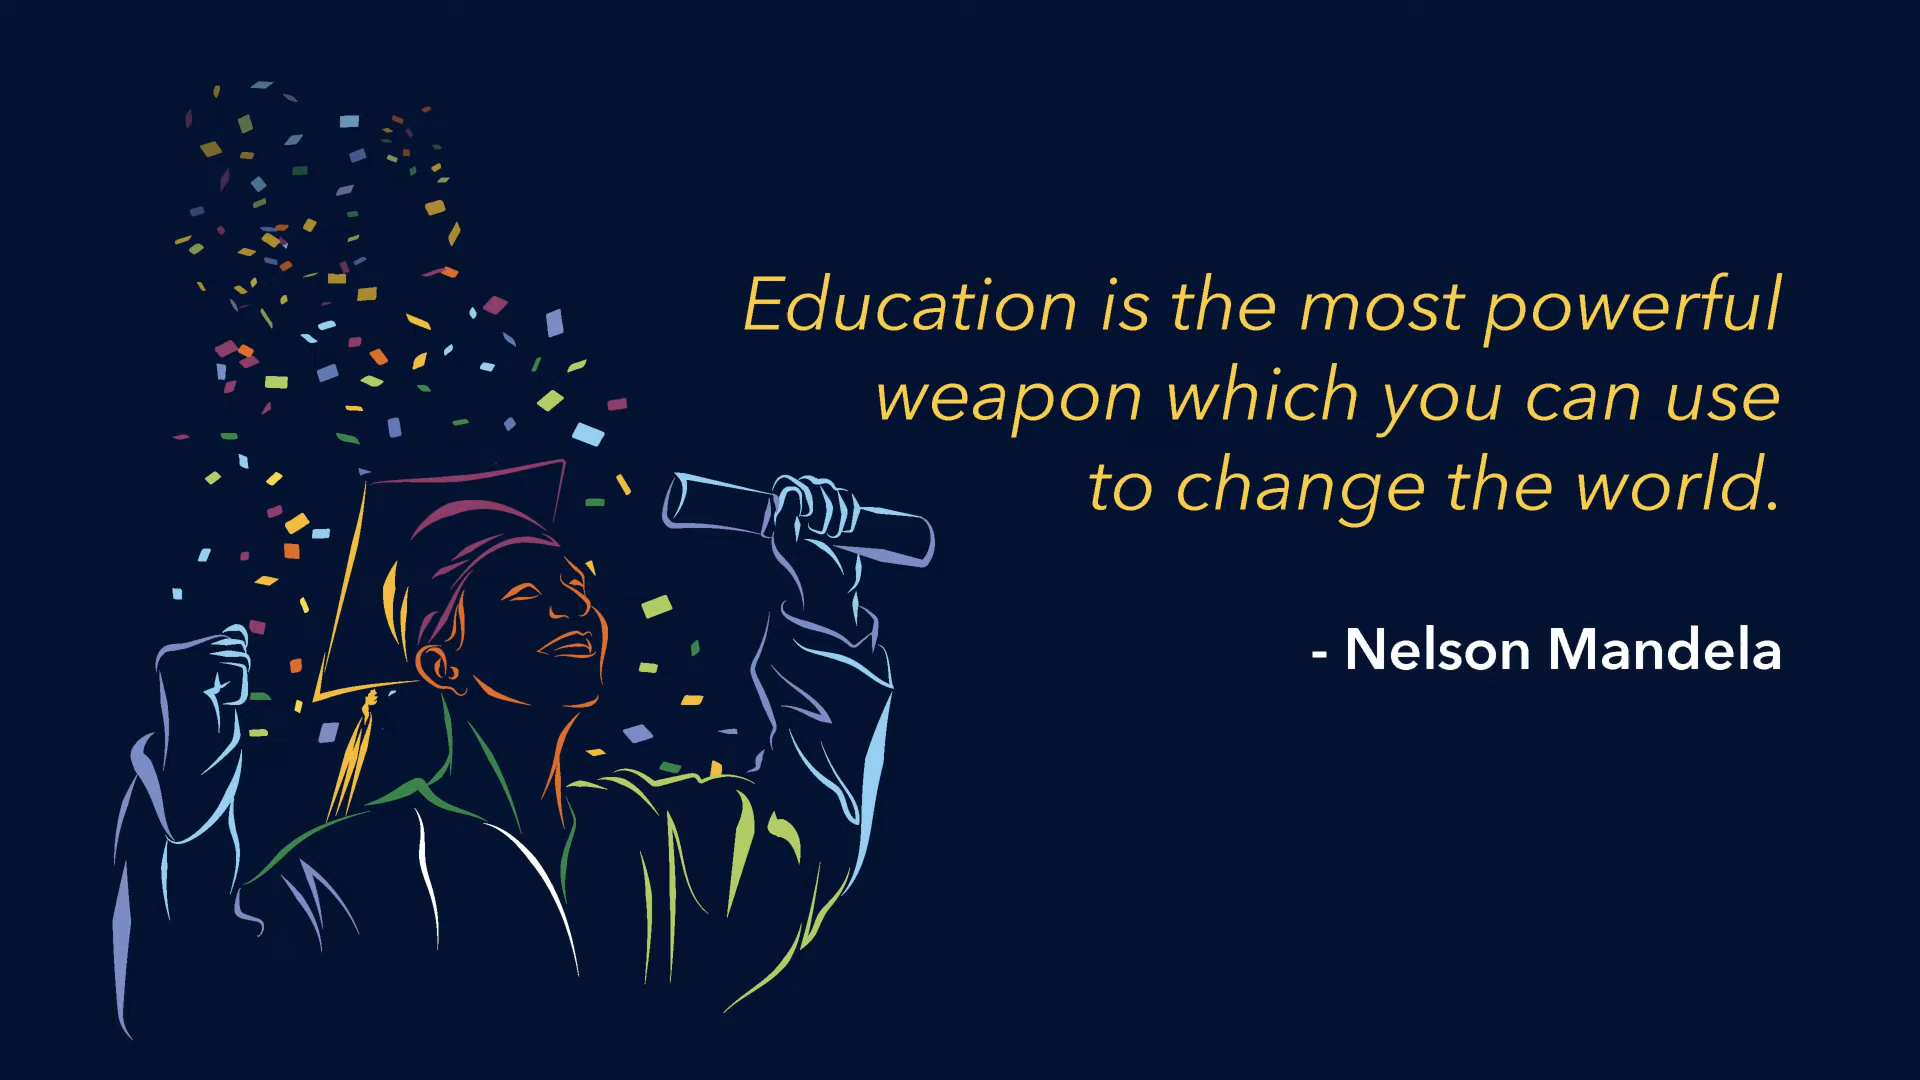 Education is the most powerful
weapon which you can use
to change the world.
- Nelson Mandela